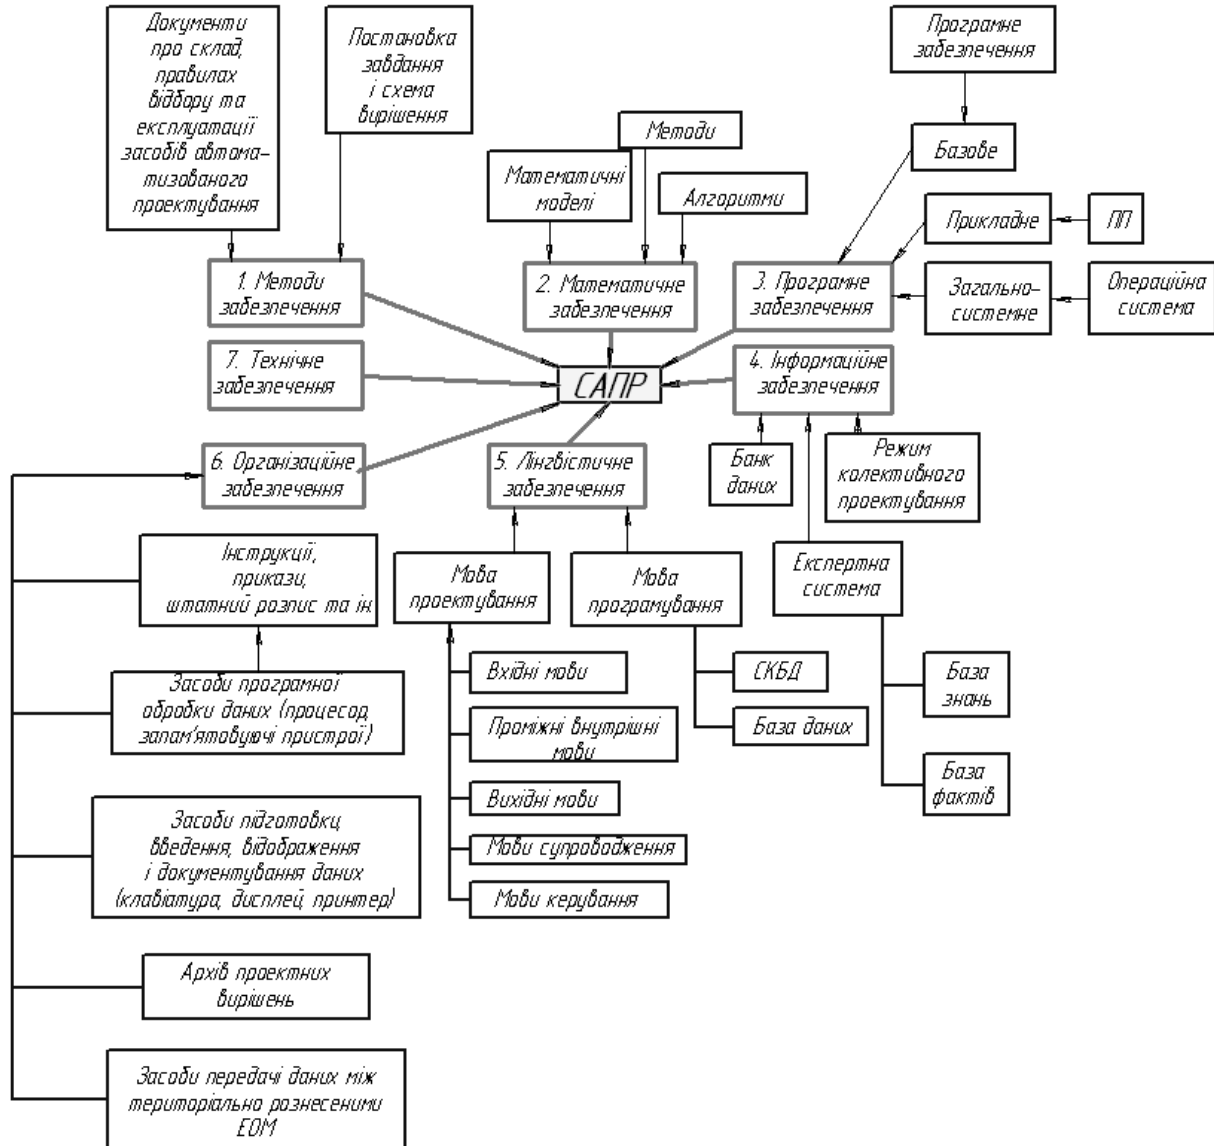 Документи
про склад,
правилах
відбору та
експлуатації
засобів автома-
тизованого
проектування
Постановка
завдання
і схема
вирішення
Програмне
забезпечення
Методи
Базове
Математичні
моделі
Алгоритми
Прикладне
ПП
1. Методи
забезпечення
2. Математичне
забезпечення
3. Програмне
забезпечення
Загально-
системне
Операційна
система
7. Технічне
забезпечення
САПР
4. Інформаційне
забезпечення
6. Організаційне
забезпечення
5. Лінгвістичне
забезпечення
Банк
даних
Режим
колективного
проектування
Інструкції,
прикази,
штатний розпис та ін.
Мова
проектування
Мова
програмування
Експертна
система
Засоби програмної
обробки даних (процесор,
запам'ятовуючі пристрої)
Вхідні мови
СКБД
База
знань
Проміжні внутрішні
мови
База даних
Вихідні мови
База
фактів
Засоби підготовки,
введення, відображення
і документування даних
(клавіатура, дисплей, принтер)
Мови супроводження
Мови керування
Архів проектних
вирішень
Засоби передачі даних між
територіально рознесеними
ЕОМ